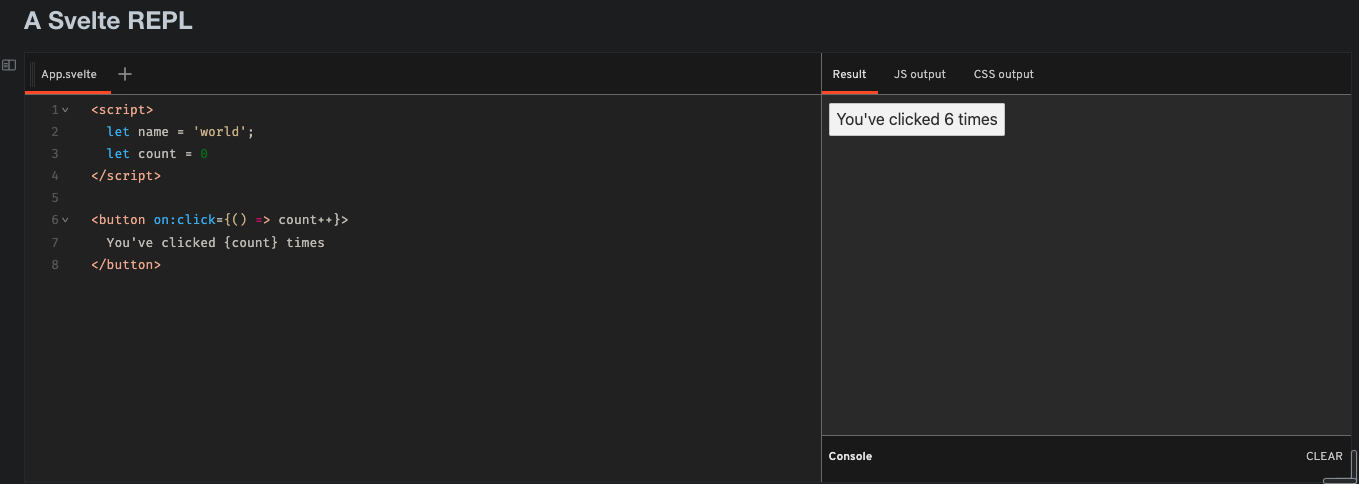 A Svelte REPL
App.svelte +
Result JS output CSS output
1 <script>
2 let name = 'world';
3 let count = 0
4 </script>
5
6 <button on:click={() => count++}>
7 You've clicked {count} times
8 </button>
You've clicked 6 times
Console CLEAR